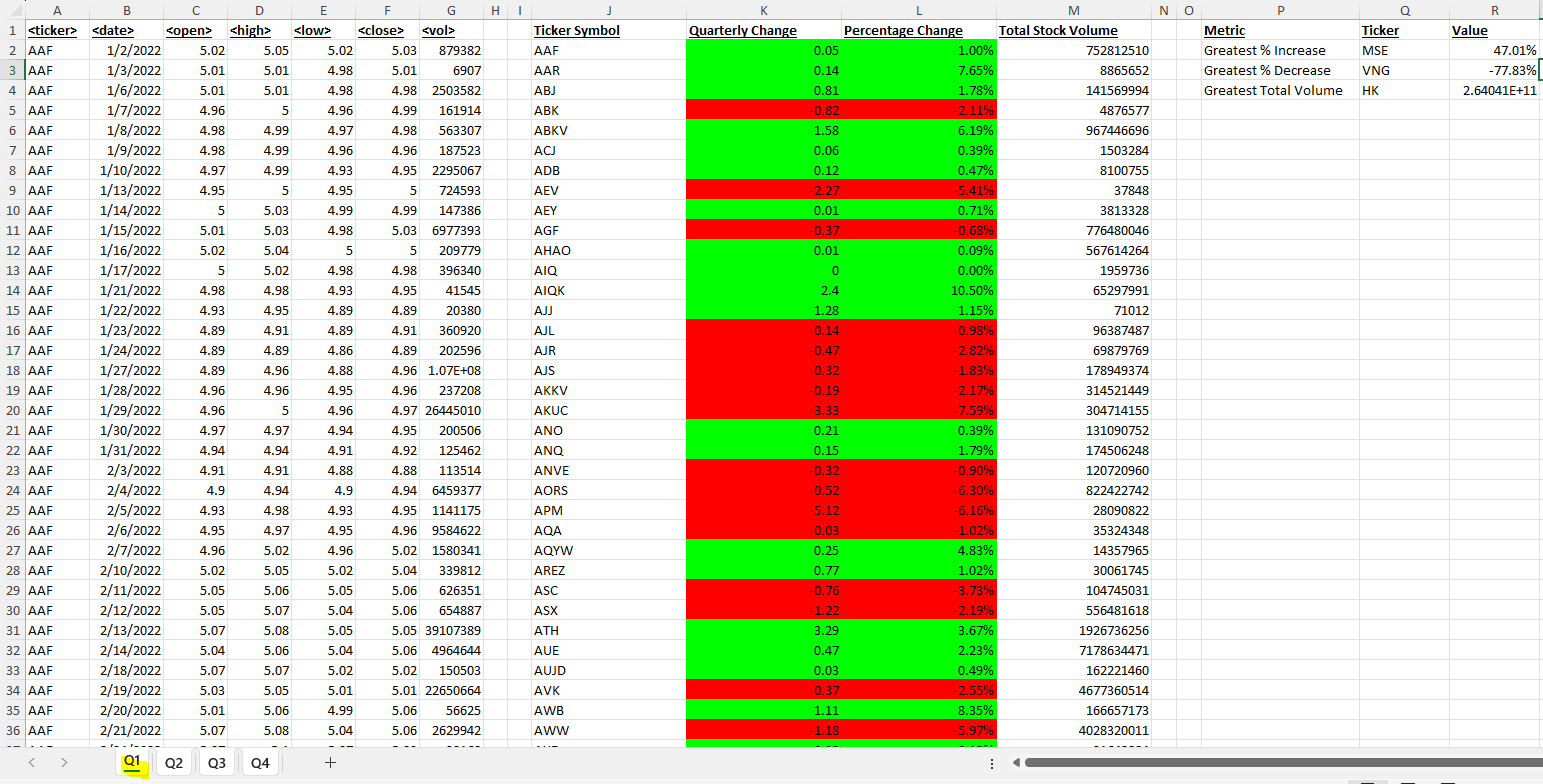 A B C D E F G H I J K L M N O P Q R
1 <ticker> <date> <open> <high> <low> <close> <vol> Ticker Symbol Quarterly Change Percentage Change Total Stock Volume Metric Ticker Value
2 AAF 1/2/2022 5.02 5.05 5.02 5.03 879382 AAF 0.05 1.00% 752812510 Greatest % Increase MSE 47.01%
3 AAF 1/3/2022 5.01 5.01 4.98 5.01 6907 AAR 0.14 7.65% 8865652 Greatest % Decrease VNG -77.83%
4 AAF 1/6/2022 5.01 5.01 4.98 4.98 2503582 ABJ 0.81 1.78% 141569994 Greatest Total Volume HK 2.64041E+11
5 AAF 1/7/2022 4.96 5 4.96 4.99 161914 ABK -0.82 -2.11% 4876577
6 AAF 1/8/2022 4.98 4.99 4.97 4.98 563307 ABKV 1.58 6.19% 967446696
7 AAF 1/9/2022 4.98 4.99 4.96 4.96 187523 ACJ 0.06 0.39% 1503284
8 AAF 1/10/2022 4.97 4.99 4.93 4.95 2295067 ADB 0.12 0.47% 8100755
9 AAF 1/13/2022 4.95 5 4.95 5 724593 AEV -2.27 -5.41% 37848
10 AAF 1/14/2022 5 5.03 4.99 4.99 147386 AEY 0.01 0.71% 3813328
11 AAF 1/15/2022 5.01 5.03 4.98 5.03 6977393 AGF -0.37 -0.68% 776480046
12 AAF 1/16/2022 5.02 5.04 5 5 209779 AHAO 0.01 0.09% 567614264
13 AAF 1/17/2022 5 5.02 4.98 4.98 396340 AIQ 0 0.00% 1959736
14 AAF 1/21/2022 4.98 4.98 4.93 4.95 41545 AIQK 2.4 10.50% 65297991
15 AAF 1/22/2022 4.93 4.95 4.89 4.89 20380 AJJ 1.28 1.15% 71012
16 AAF 1/23/2022 4.89 4.91 4.89 4.91 360920 AJL -0.14 -0.98% 96387487
17 AAF 1/24/2022 4.89 4.89 4.86 4.89 202596 AJR -0.47 -2.82% 69879769
18 AAF 1/27/2022 4.89 4.96 4.88 4.96 1.07E+08 AJS -0.32 -1.83% 178949374
19 AAF 1/28/2022 4.96 4.96 4.95 4.96 237208 AKKV -0.19 -2.17% 314521449
20 AAF 1/29/2022 4.96 5 4.96 4.97 26445010 AKUC -3.33 -7.59% 304714155
21 AAF 1/30/2022 4.97 4.97 4.94 4.95 200506 ANO 0.21 0.39% 131090752
22 AAF 1/31/2022 4.94 4.94 4.91 4.92 125462 ANQ 0.15 1.79% 174506248
23 AAF 2/3/2022 4.91 4.91 4.88 4.88 113514 ANVE -0.32 -0.90% 120720960
24 AAF 2/4/2022 4.9 4.94 4.9 4.94 6459377 AORS -0.52 -6.30% 822422742
25 AAF 2/5/2022 4.93 4.98 4.93 4.95 1141175 APM -5.12 -6.16% 28090822
26 AAF 2/6/2022 4.95 4.97 4.95 4.96 9584622 AQA -0.03 -1.02% 35324348
27 AAF 2/7/2022 4.96 5.02 4.96 5.02 1580341 AQYW 0.25 4.83% 14357965
28 AAF 2/10/2022 5.02 5.05 5.02 5.04 339812 AREZ 0.77 1.02% 30061745
29 AAF 2/11/2022 5.05 5.06 5.05 5.06 626351 ASC -0.76 -3.73% 104745031
30 AAF 2/12/2022 5.05 5.07 5.04 5.06 654887 ASX -1.22 -2.19% 556481618
31 AAF 2/13/2022 5.07 5.08 5.05 5.05 39107389 ATH 3.29 3.67% 1926736256
32 AAF 2/14/2022 5.04 5.06 5.04 5.06 4964644 AUE 0.47 2.23% 7178634471
33 AAF 2/18/2022 5.07 5.07 5.02 5.02 150503 AUJD 0.03 0.49% 162221460
34 AAF 2/19/2022 5.03 5.05 5.01 5.01 22650664 AVK -0.37 -2.55% 4677360514
35 AAF 2/20/2022 5.01 5.06 4.99 5.06 56625 AWB 1.11 8.35% 166657173
36 AAF 2/21/2022 5.07 5.08 5.04 5.06 2629942 AWW -1.18 -5.97% 4028320011
Q1 Q2 Q3 Q4